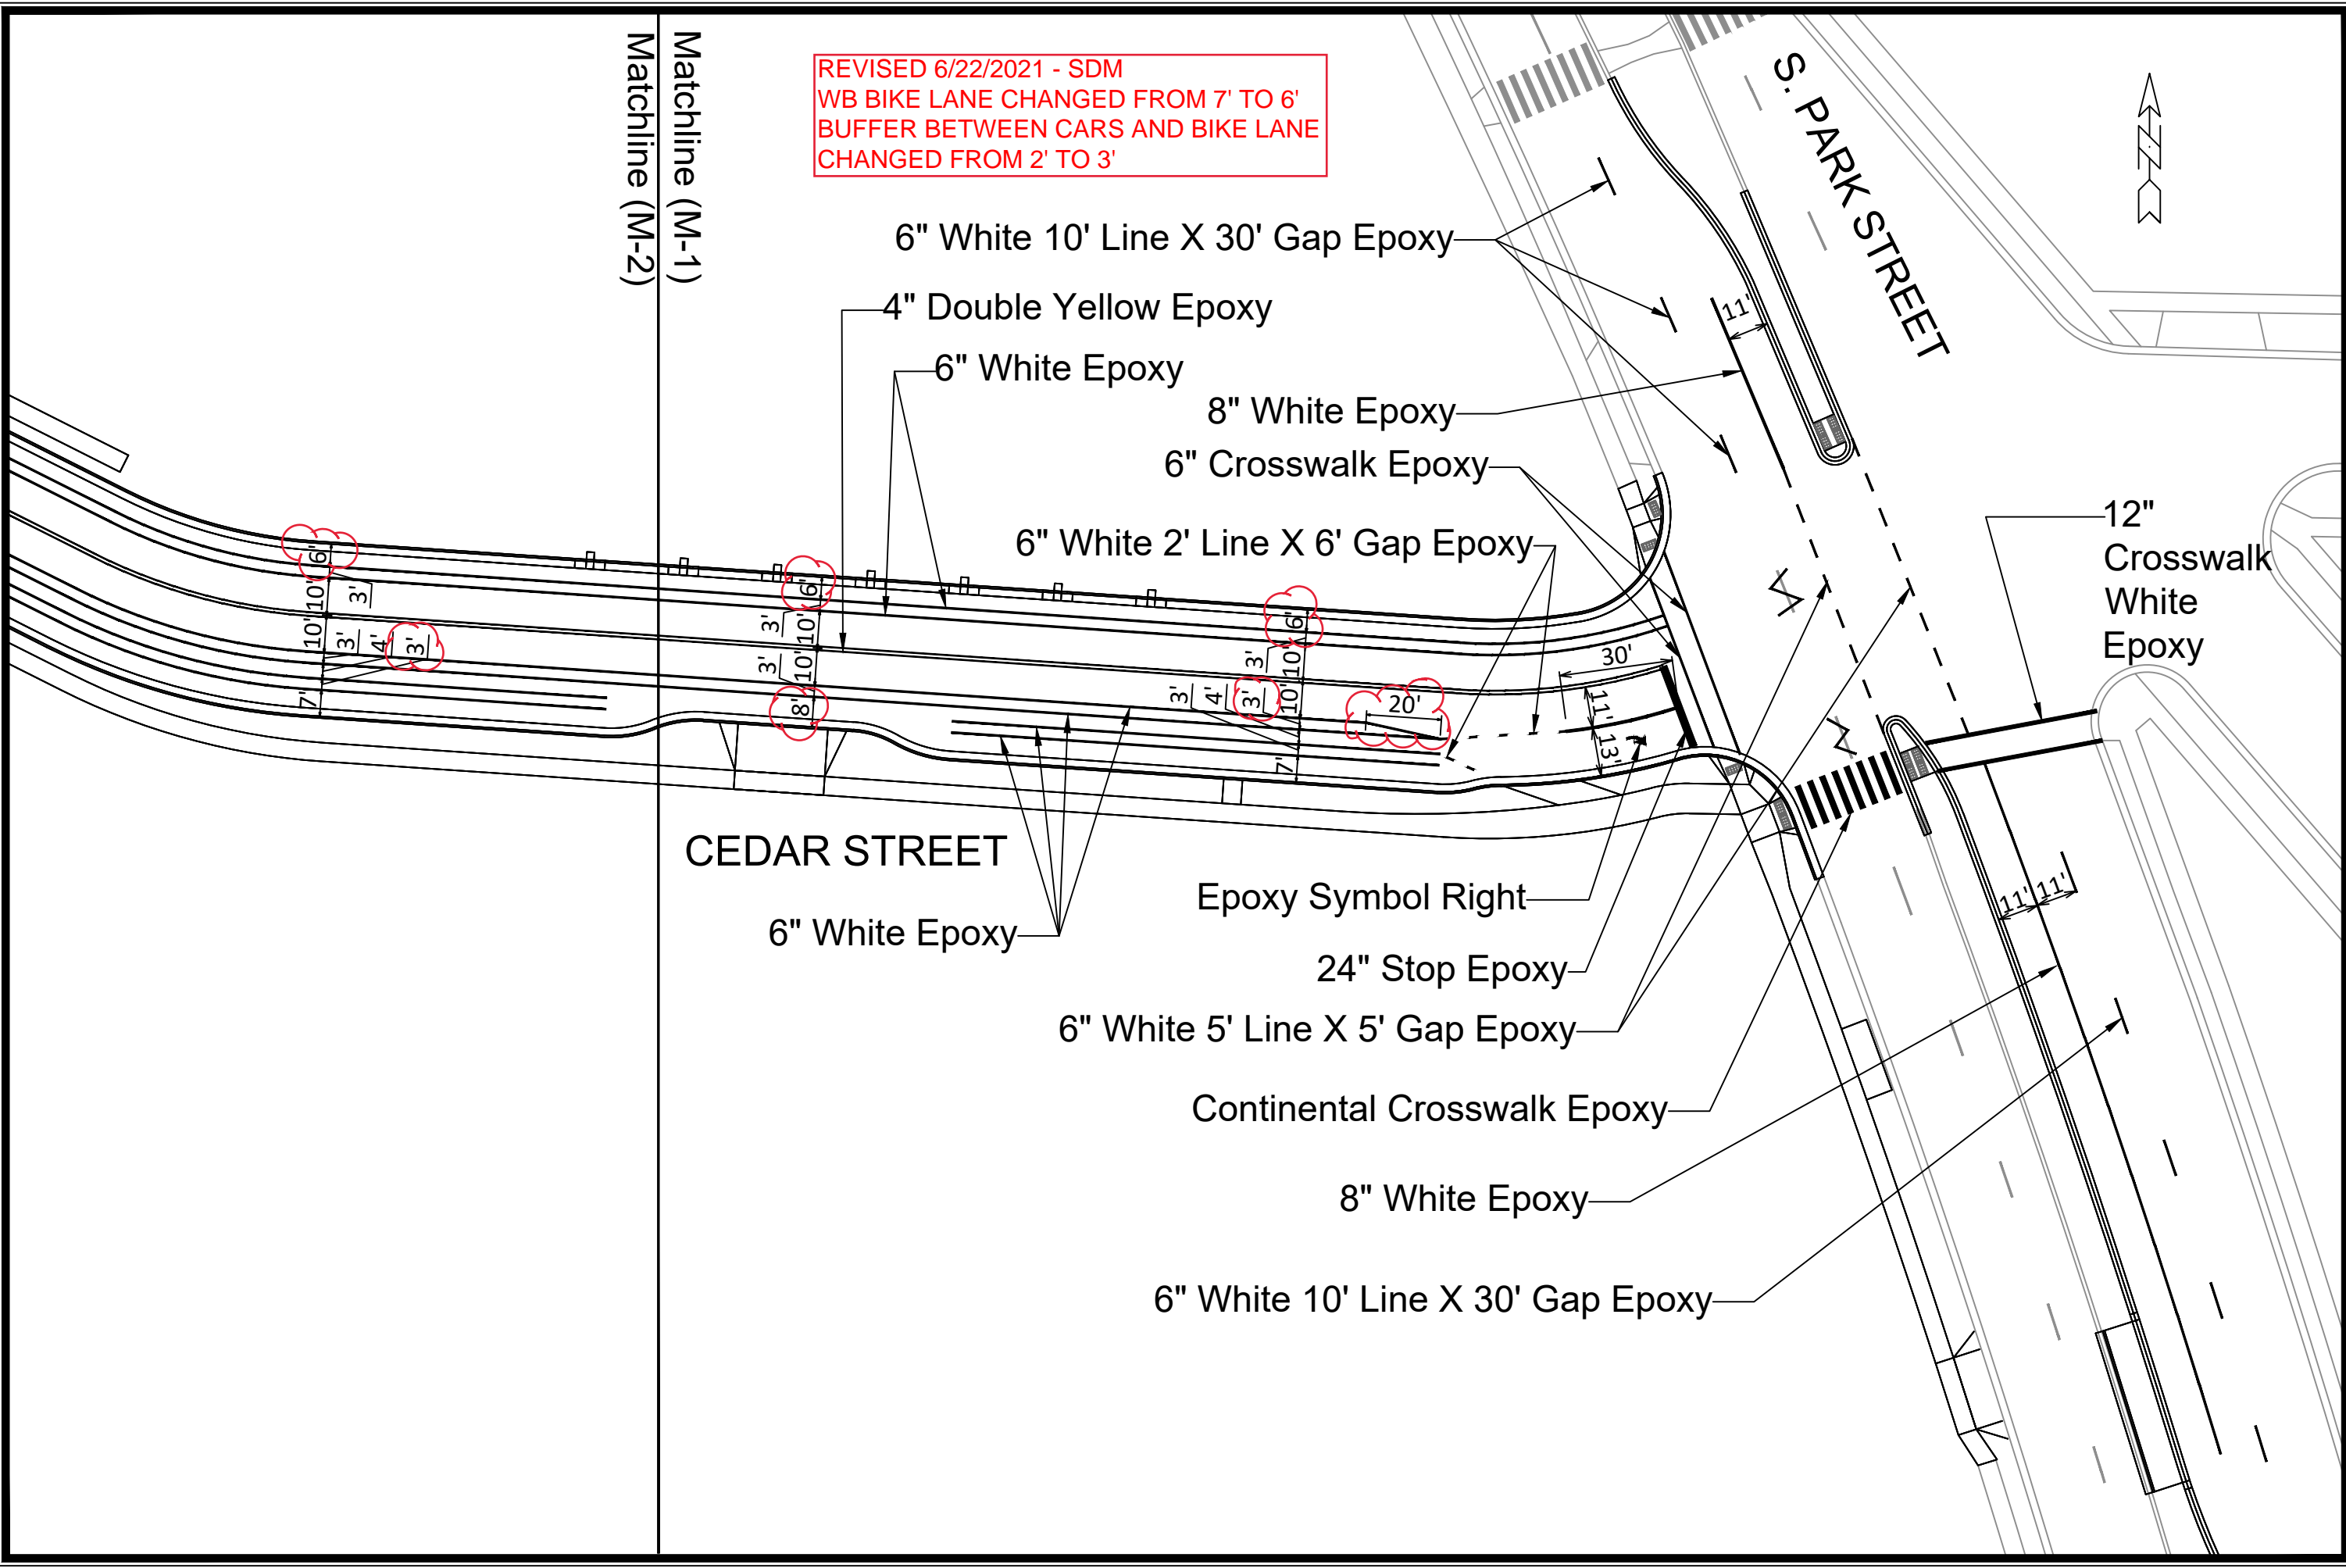 Matchline (M-2)
Matchline (M-1)
REVISED 6/22/2021 - SDM
WB BIKE LANE CHANGED FROM 7' TO 6'
BUFFER BETWEEN CARS AND BIKE LANE
CHANGED FROM 2' TO 3'
S. PARK STREET
N
6" White 10' Line X 30' Gap Epoxy
4" Double Yellow Epoxy
6" White Epoxy
8" White Epoxy
11'
6" Crosswalk Epoxy
6" White 2' Line X 6' Gap Epoxy
12"
Crosswalk
White
Epoxy
6'
10'
3'
10'
3'
4'
3'
7'
6'
3'
10'
3'
10'
8'
6'
3'
10'
3'
4'
3'
10'
7'
20'
30'
11'
13'
CEDAR STREET
6" White Epoxy
Epoxy Symbol Right
24" Stop Epoxy
6" White 5' Line X 5' Gap Epoxy
11'
11'
Continental Crosswalk Epoxy
8" White Epoxy
6" White 10' Line X 30' Gap Epoxy